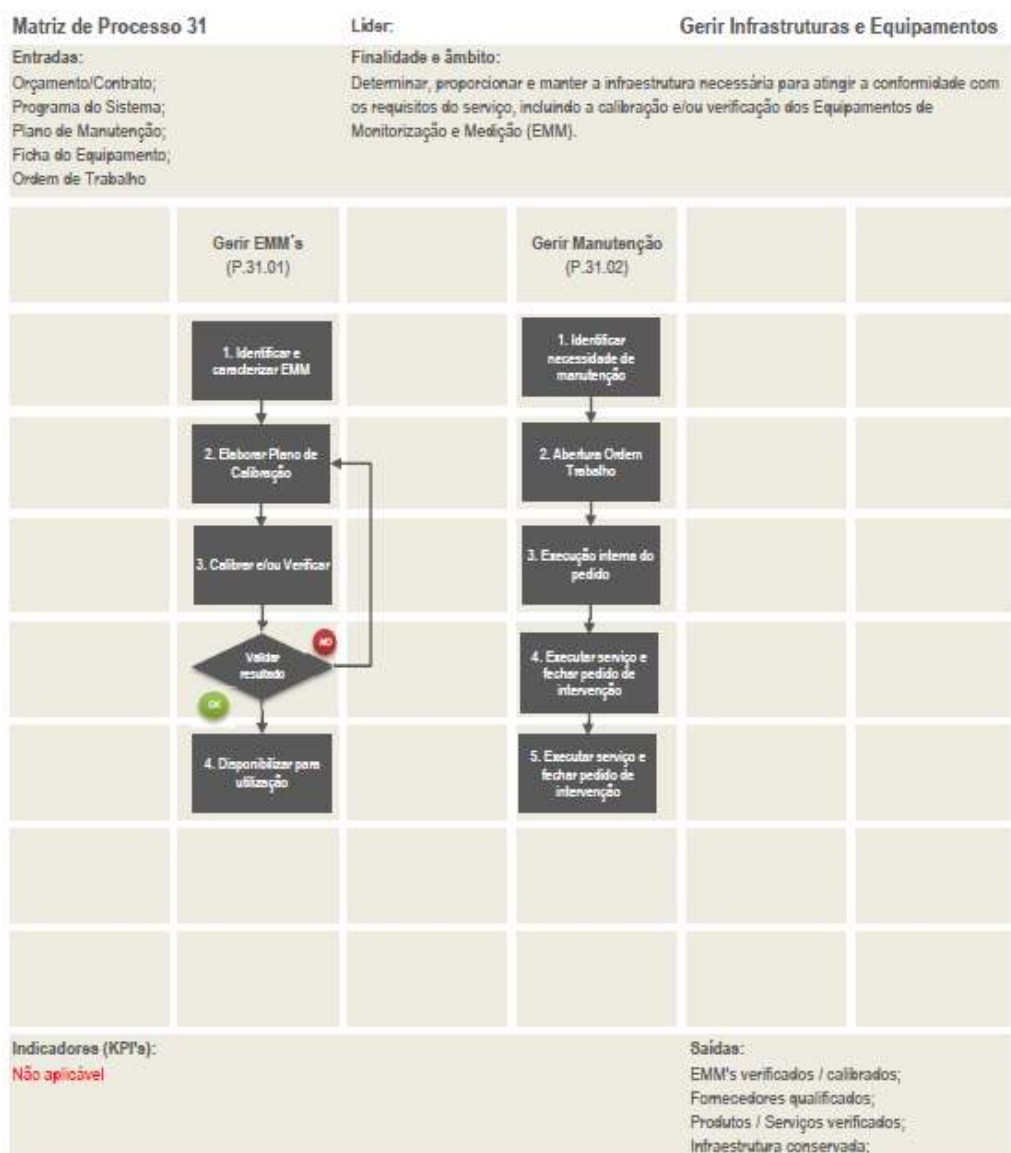 Matriz de Processo 31
Líder:
Gerir Infrastruturas e Equipamentos
Entradas:
Orçamento/Contrato;
Programa do Sistema;
Plano de Manutenção;
Ficha do Equipamento;
Ordem de Trabalho
Finalidade e âmbito:
Determinar, proporcionar e manter a infraestrutura necessária para atingir a conformidade com
os requisitos do serviço, incluindo a calibração e/ou verificação dos Equipamentos de
Monitorização e Medição (EMM).
Gerir EMM´s
(P.31.01)
Gerir Manutenção
(P.31.02)
1. Identificar e
caracterizar EMM
1. Identificar
necessidade de
manutenção
2. Elaborar Plano de
Calibração
2. Abertura Ordem
Trabalho
3. Calibrar e/ou Verificar
3. Execução interna do
pedido
Validar
resultado
NO
OK
4. Executar serviço e
fechar pedido de
intervenção
4. Disponibilizar para
utilização
5. Executar serviço e
fechar pedido de
intervenção
Indicadores (KPI's):
Não aplicável
Saídas:
EMM's verificados / calibrados;
Fornecedores qualificados;
Produtos / Serviços verificados;
Infraestrutura conservada;